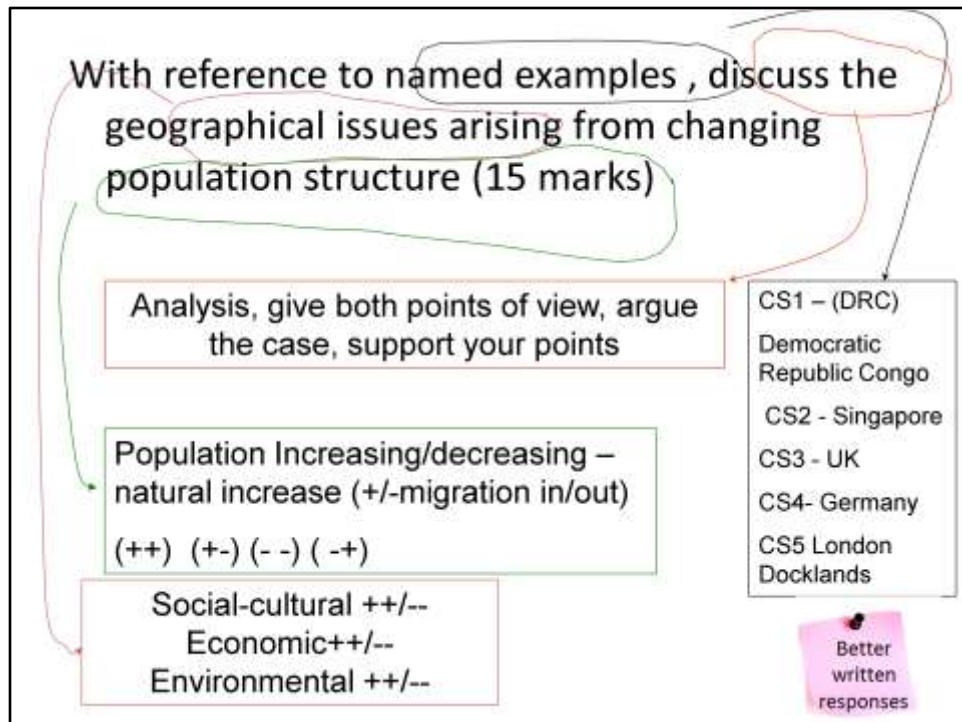 With reference to named examples , discuss the
geographical issues arising from changing
population structure (15 marks)
Analysis, give both points of view, argue
the case, support your points
CS1 – (DRC)
Democratic
Republic Congo
CS2 - Singapore
CS3 - UK
CS4- Germany
CS5 London
Docklands
Population Increasing/decreasing –
natural increase (+/-migration in/out)
(++) (+-) (- -) ( -+)
Social-cultural ++/--
Economic++/--
Environmental ++/--
Better
written
responses